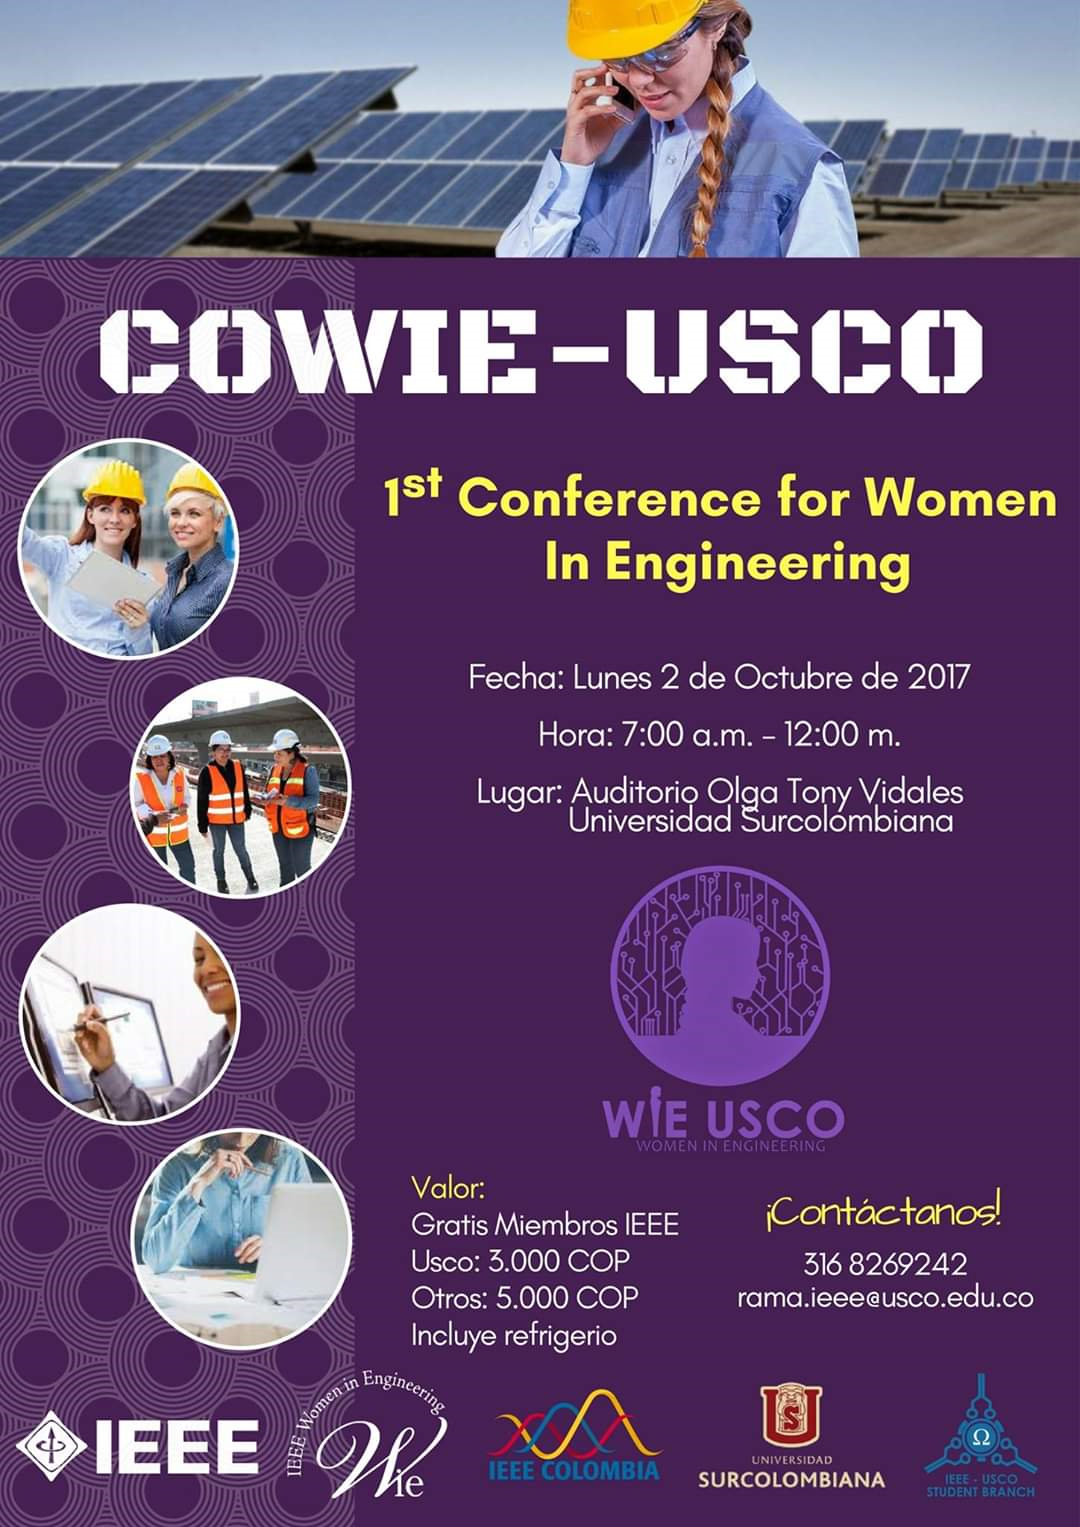 COWIE-USCO
1st Conference for Women
In Engineering
Fecha: Lunes 2 de Octubre de 2017
Hora: 7:00 a.m. - 12:00 m.
Lugar: Auditorio Olga Tony Vidales
Universidad Surcolombiana
WIE USCO
WOMEN IN ENGINEERING
Valor:
Gratis Miembros IEEE
Usco: 3.000 COP
Otros: 5.000 COP
Incluye refrigerio
¡Contáctanos!
316 8269242
rama.ieee@usco.edu.co
IEEE
IEEE Women in Engineering
Wie
IEEE COLOMBIA
S
UNIVERSIDAD
SURCOLOMBIANA
Ω
IEEE - USCO
STUDENT BRANCH